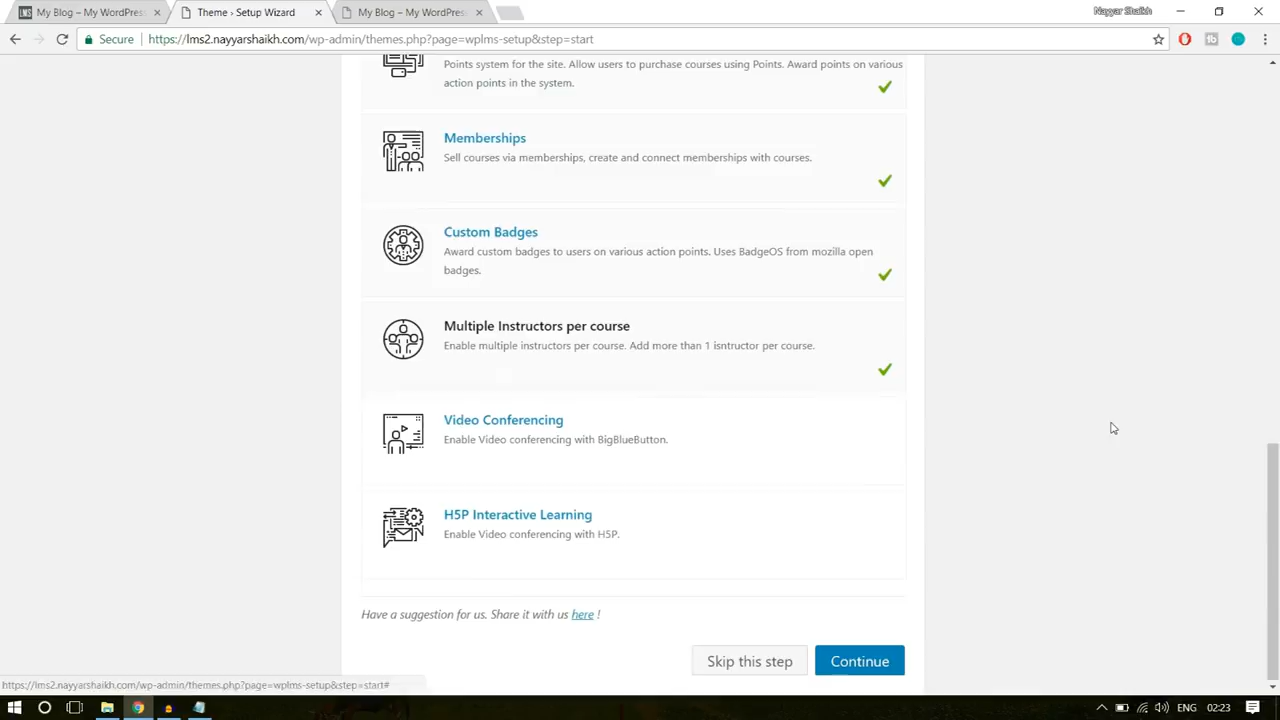 My Blog – My WordPres
Theme › Setup Wizard
My Blog – My WordPres
Nayyar Shaikh
Secure
https://lms2.nayyarshaikh.com/wp-admin/themes.php?page=wplms-setup&step=start
Points system for the site. Allow users to purchase courses using Points. Award points on various
action points in the system.
Memberships
Sell courses via memberships, create and connect memberships with courses.
Custom Badges
Award custom badges to users on various action points. Uses BadgeOS from mozilla open
badges.
Multiple Instructors per course
Enable multiple instructors per course. Add more than 1 isntructor per course.
Video Conferencing
Enable Video conferencing with BigBlueButton.
H5P Interactive Learning
Enable Video conferencing with H5P.
Have a suggestion for us. Share it with us here !
Skip this step
Continue
https://lms2.nayyarshaikh.com/wp-admin/themes.php?page=wplms-setup&step=start#
ENG
02:23